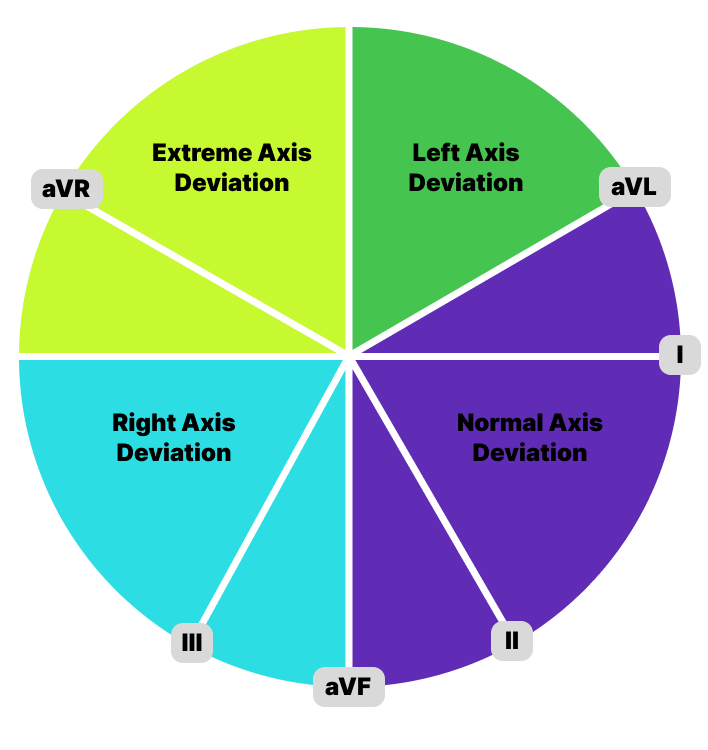 Extreme Axis
Deviation
Left Axis
Deviation
aVR
aVL
I
Right Axis
Deviation
Normal Axis
Deviation
III
II
aVF